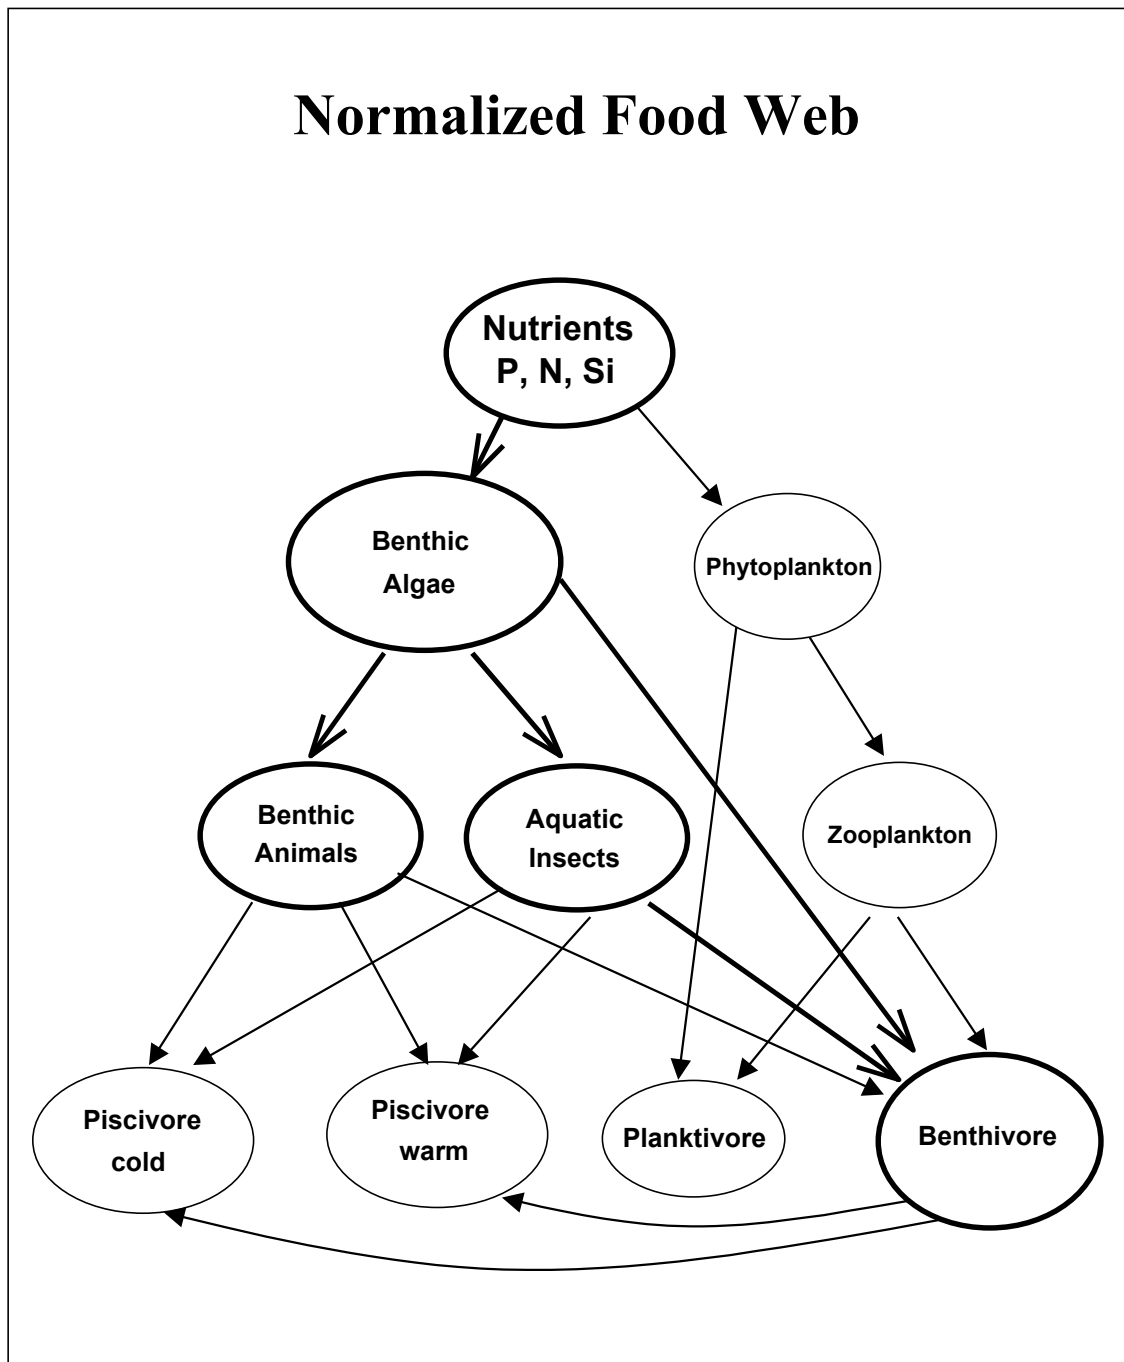 Normalized Food Web
Nutrients
P, N, Si
Benthic
Algae
Phytoplankton
Benthic
Animals
Aquatic
Insects
Zooplankton
Piscivore
cold
Piscivore
warm
Planktivore
Benthivore